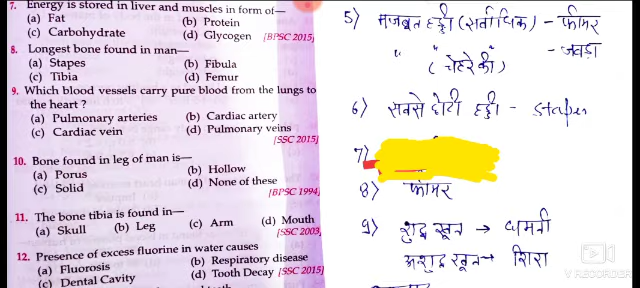 7. Energy is stored in liver and muscles in form of—
(a) Fat (b) Protein
(c) Carbohydrate (d) Glycogen [BPSC 2015]
8. Longest bone found in man—
(a) Stapes (b) Fibula
(c) Tibia (d) Femur
9. Which blood vessels carry pure blood from the lungs to
the heart ?
(a) Pulmonary arteries (b) Cardiac artery
(c) Cardiac vein (d) Pulmonary veins
[SSC 2015]
10. Bone found in leg of man is—
(a) Porus (b) Hollow
(c) Solid (d) None of these
[BPSC 1994]
11. The bone tibia is found in—
(a) Skull (b) Leg (c) Arm (d) Mouth
[SSC 2003]
12. Presence of excess fluorine in water causes
(a) Fluorosis (b) Respiratory disease
(c) Dental Cavity (d) Tooth Decay [SSC 2015]
5) मजबूत हड्डी (सर्वाधिक) - फीमर
" " (चेहरे की) - जबड़ा
6) सबसे छोटी हड्डी - stapes
7)
8) फीमर
9) शुद्ध खून → धमनी
अशुद्ध खून → शिरा
V RECORDER